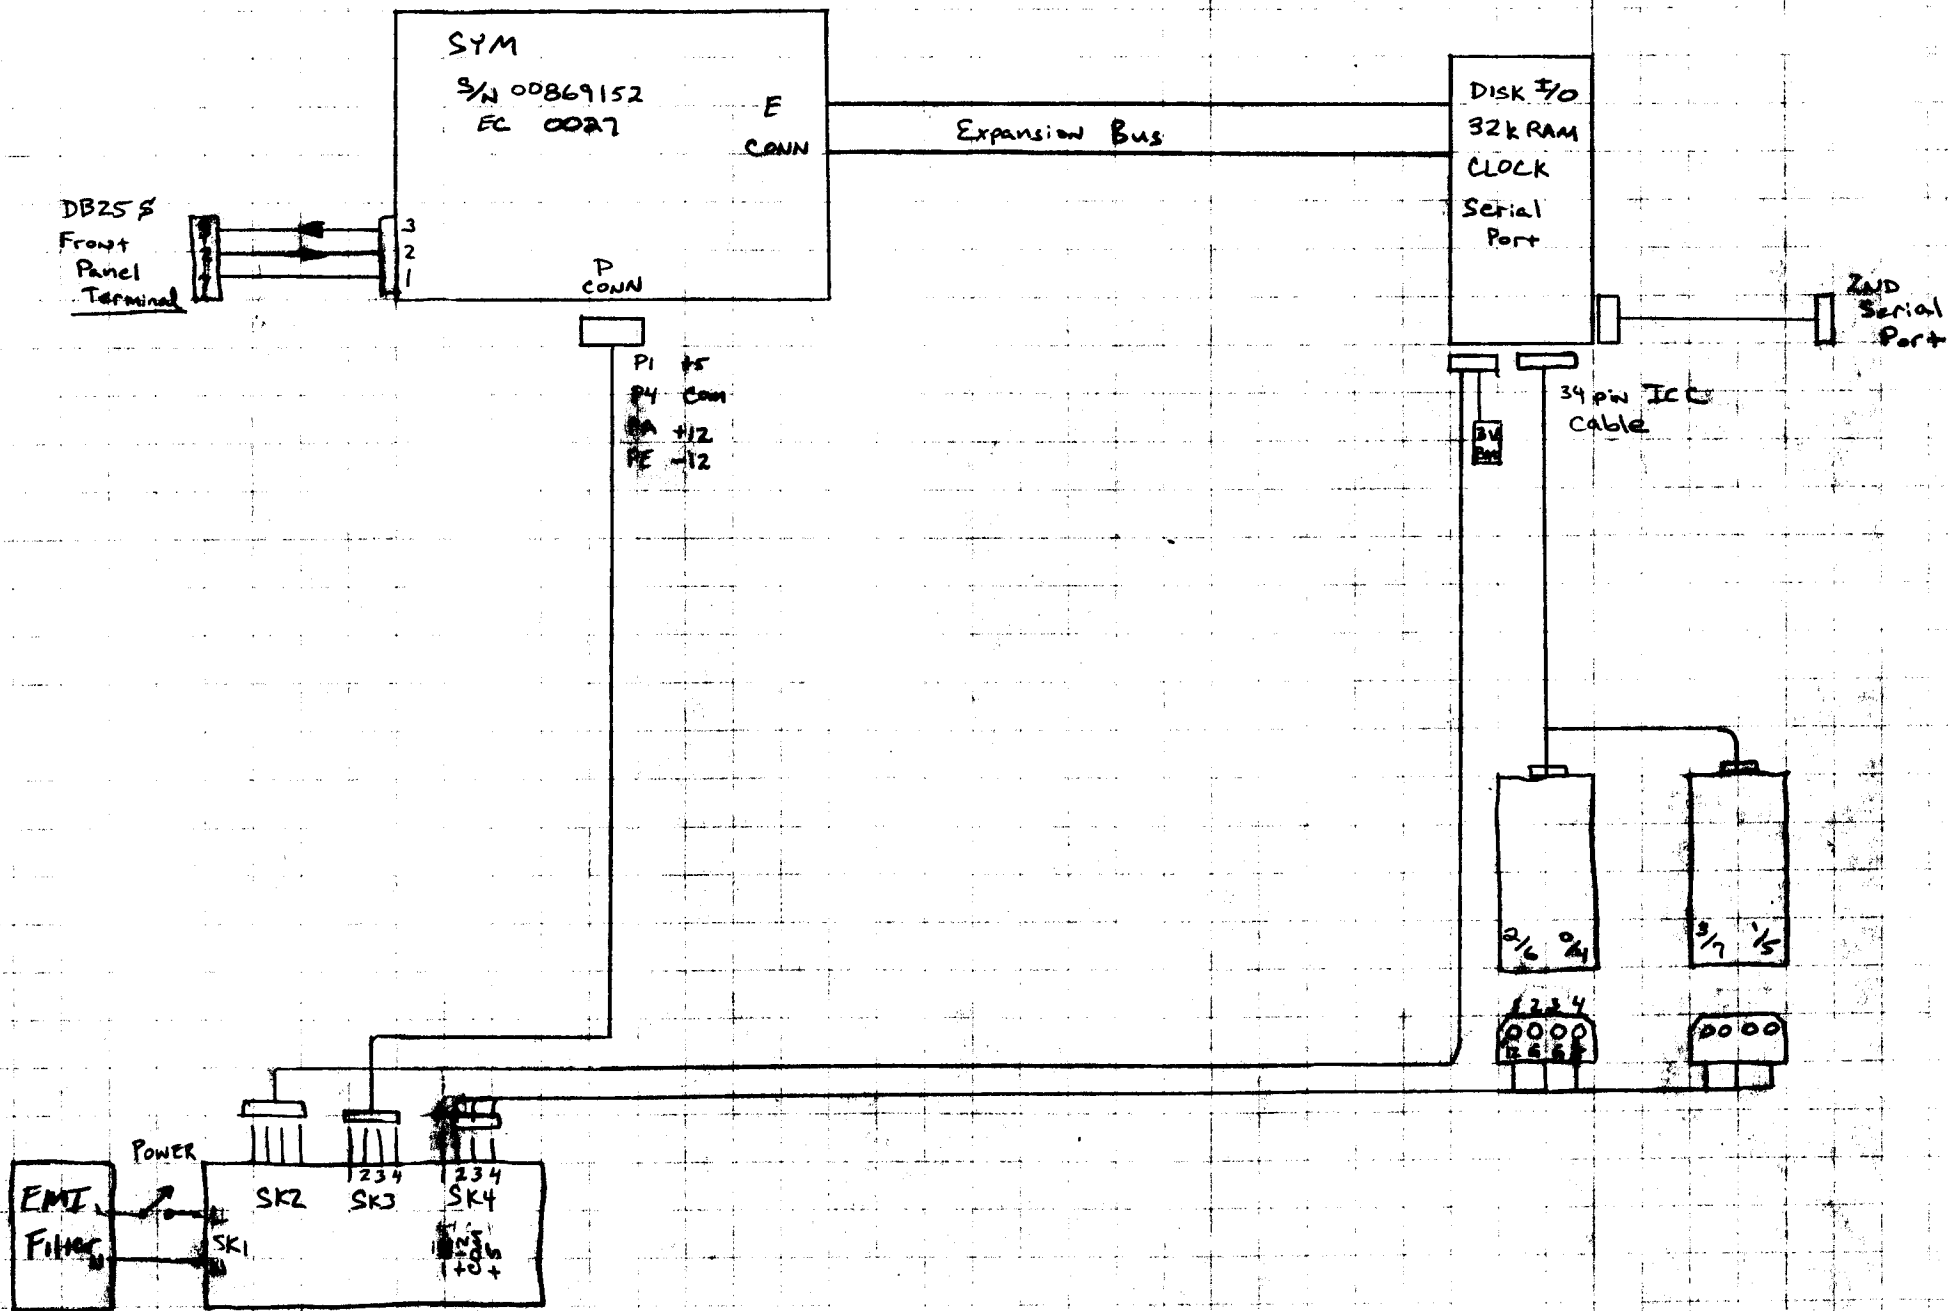 SYM
S/N 00869152
EC 0027
E
CONN
Expansion Bus
DISK I/O
32k RAM
CLOCK
Serial
Port
DB25 S
Front
Panel
Terminal
3
2
1
P
CONN
2ND
Serial
Port
P1 +5
P4 Com
+12
PE -12
34 pin
Cable
3V
2/6 0/4
3/7 1/5
1 2 3 4
POWER
EMI
Filter
SK1
SK2
2 3 4
SK3
2 3 4
SK4